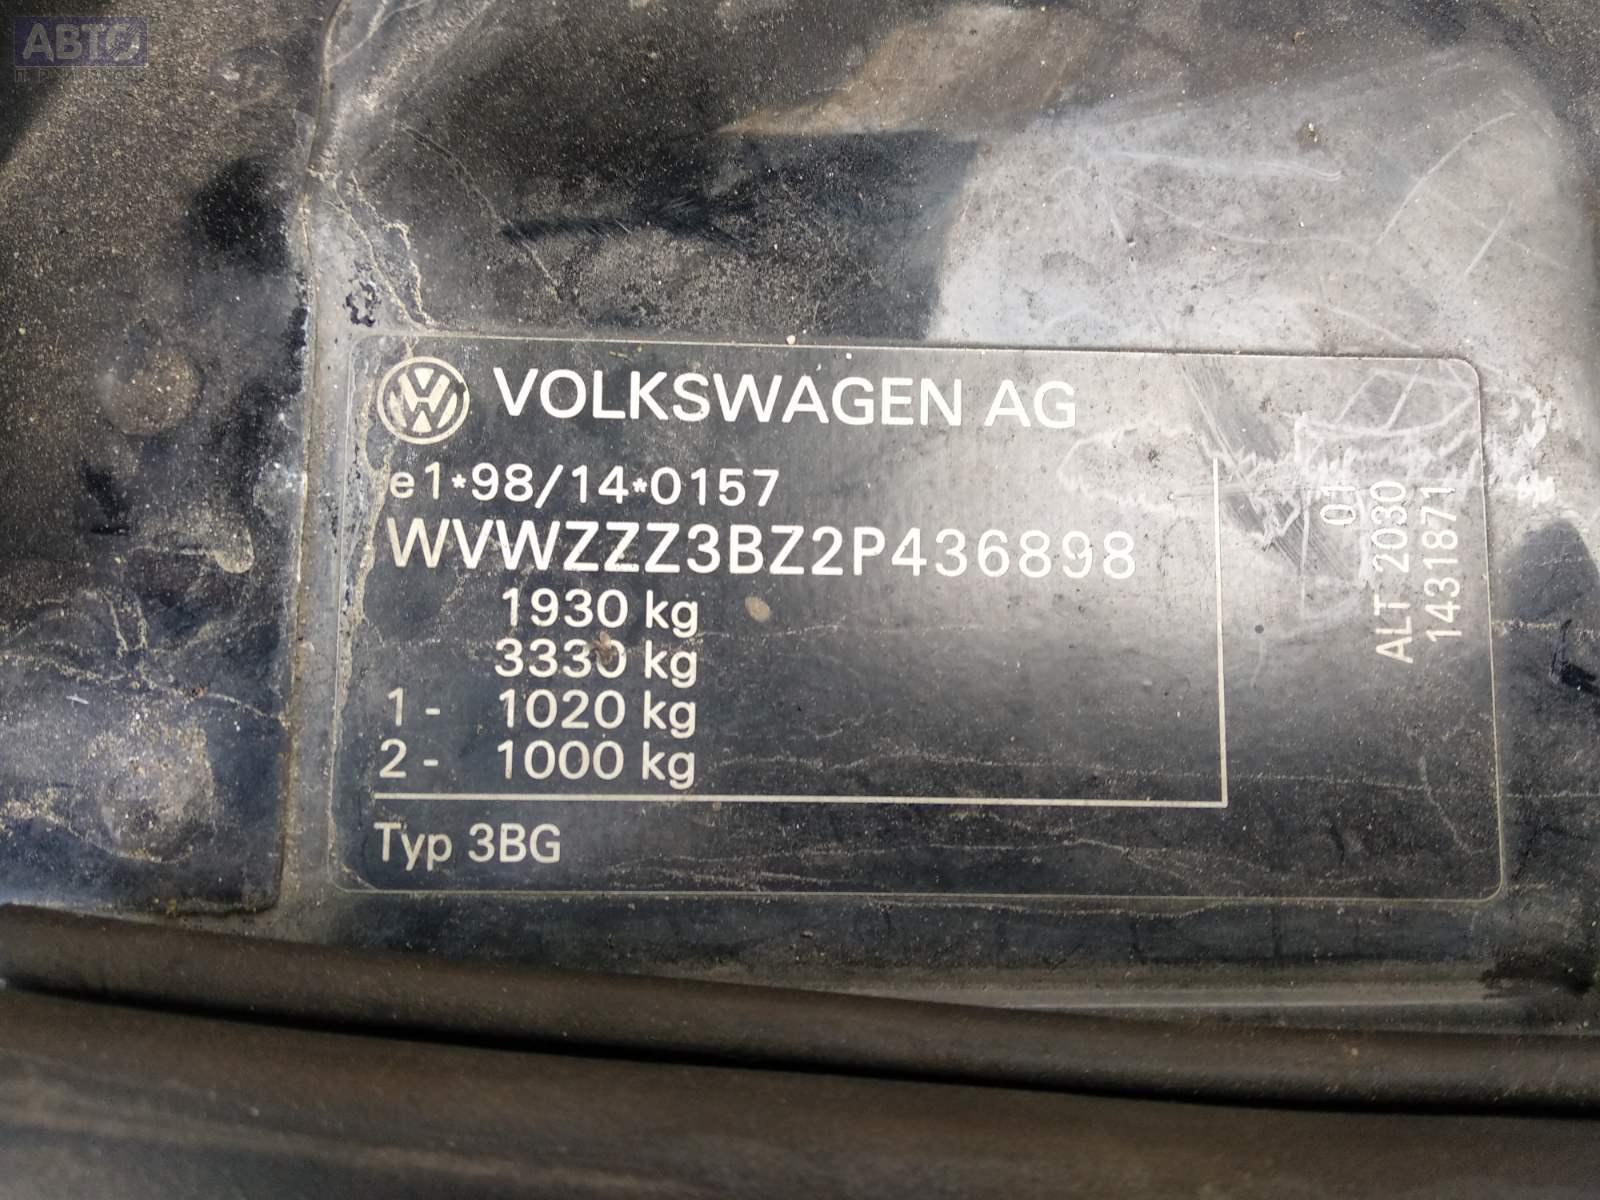 АВТО
VOLKSWAGEN AG
e1*98/14*0157
WVWZZZ3BZ2P436898
1930 kg
3330 kg
1 - 1020 kg
2 - 1000 kg
Typ 3BG
01
ALT 2030
1431871